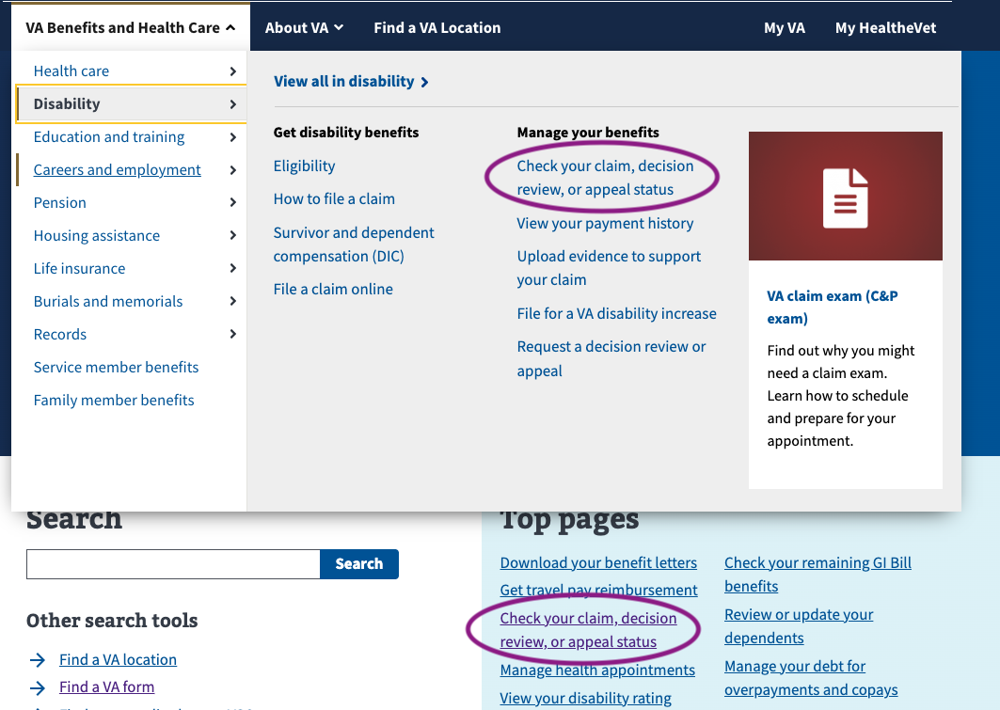 VA Benefits and Health Care
About VA
Find a VA Location
My VA
My HealtheVet
Health care
Disability
Education and training
Careers and employment
Pension
Housing assistance
Life insurance
Burials and memorials
Records
Service member benefits
Family member benefits
View all in disability
Get disability benefits
Eligibility
How to file a claim
Survivor and dependent
compensation (DIC)
File a claim online
Manage your benefits
Check your claim, decision
review, or appeal status
View your payment history
Upload evidence to support
your claim
File for a VA disability increase
Request a decision review or
appeal
VA claim exam (C&P
exam)
Find out why you might
need a claim exam.
Learn how to schedule
and prepare for your
appointment.
Search
Search
Other search tools
Find a VA location
Find a VA form
Top pages
Download your benefit letters
Get travel pay reimbursement
Check your claim, decision
review, or appeal status
Manage health appointments
View your disability rating
Check your remaining GI Bill
benefits
Review or update your
dependents
Manage your debt for
overpayments and copays